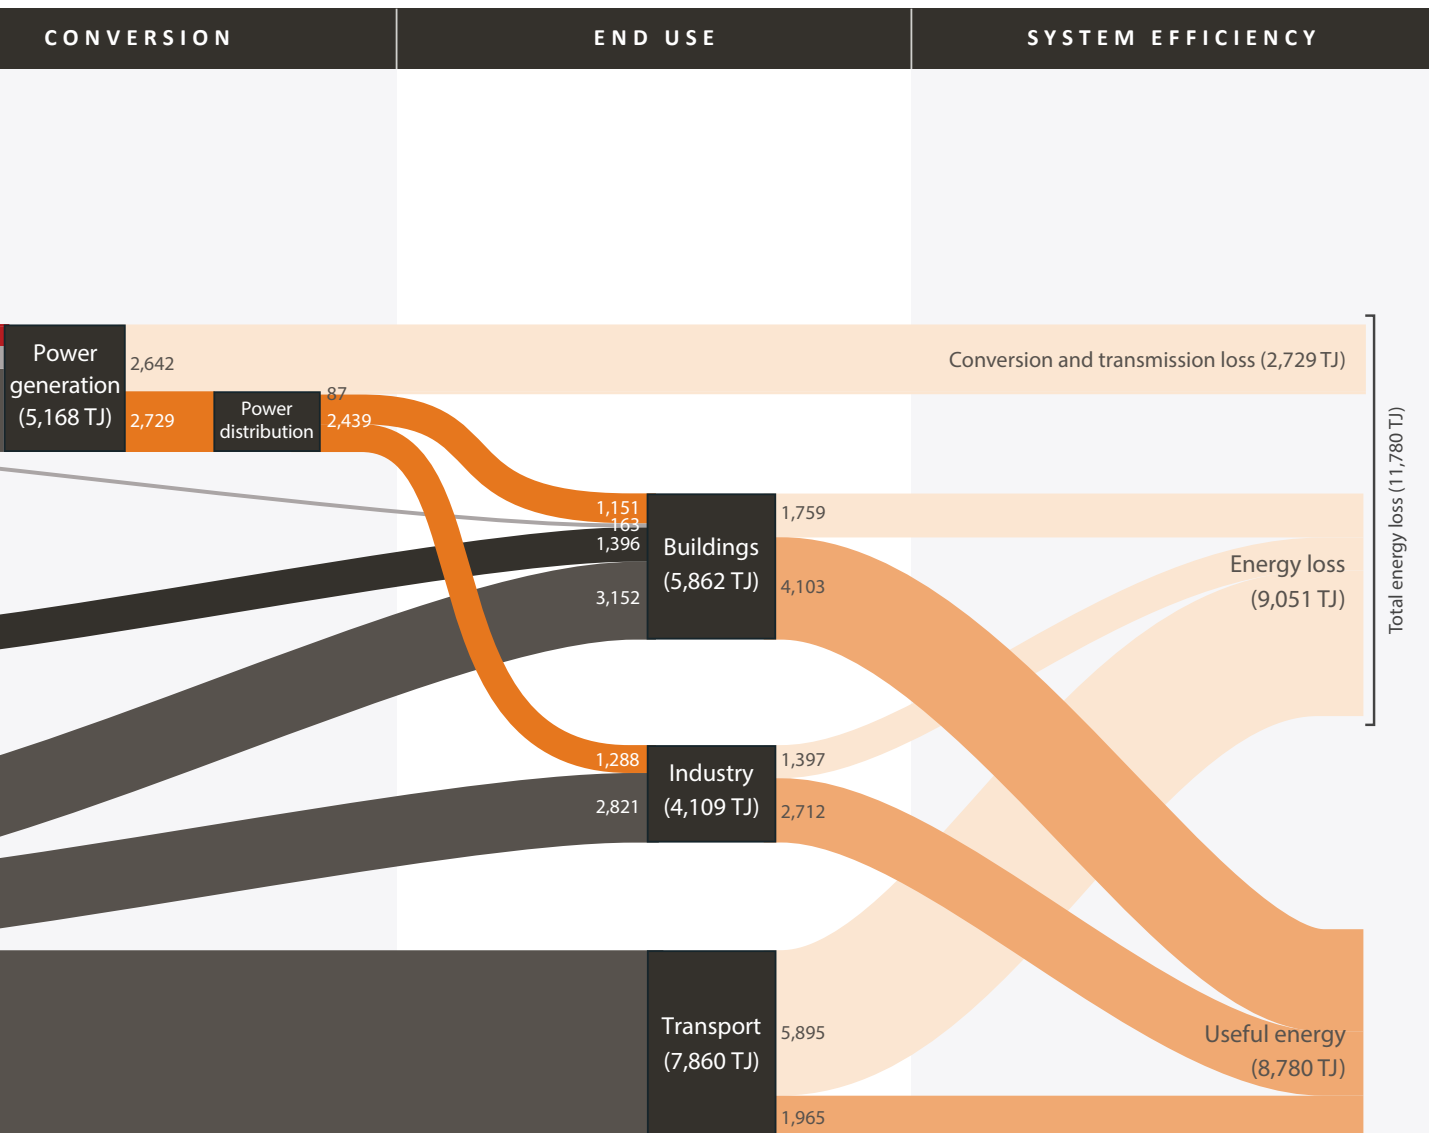 CONVERSION
END USE
SYSTEM EFFICIENCY
Power
generation
(5,168 TJ)
2,642
2,729
Power
distribution
87
2,439
Conversion and transmission loss (2,729 TJ)
Total energy loss (11,780 TJ)
1,151
163
1,396
3,152
Buildings
(5,862 TJ)
1,759
4,103
Energy loss
(9,051 TJ)
1,288
2,821
Industry
(4,109 TJ)
1,397
2,712
Transport
(7,860 TJ)
5,895
1,965
Useful energy
(8,780 TJ)